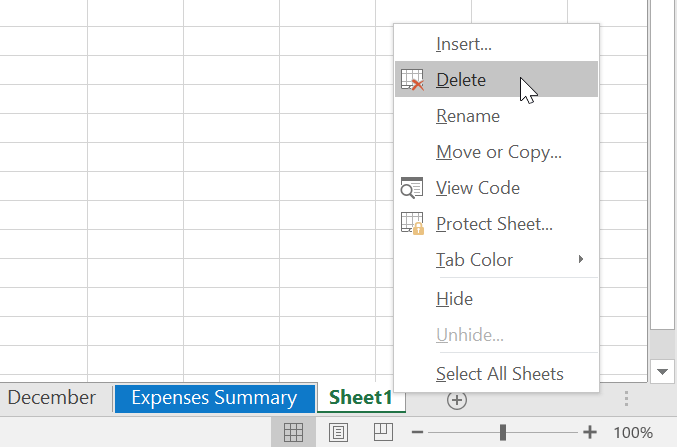 Insert...
Delete
Rename
Move or Copy...
View Code
Protect Sheet...
Tab Color
Hide
Unhide...
Select All Sheets
December Expenses Summary Sheet1
100%